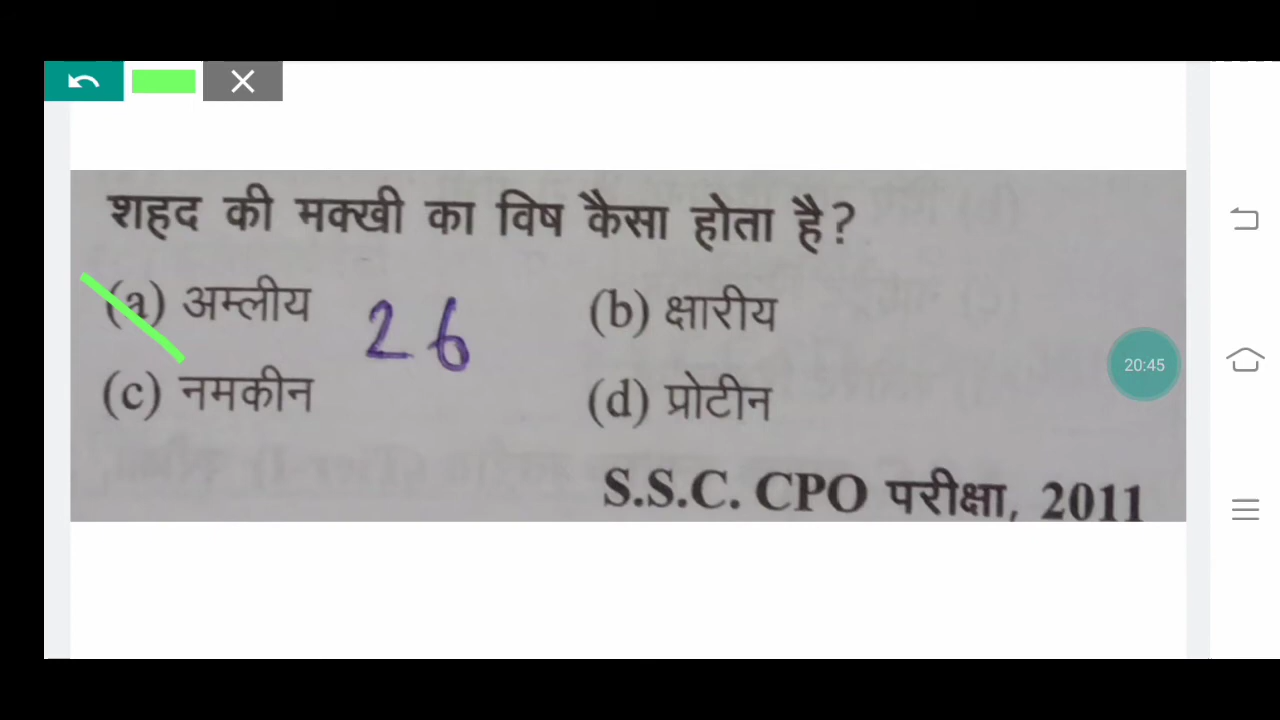 शहद की मक्खी का विष कैसा होता है?
(a) अम्लीय 26 (b) क्षारीय
(c) नमकीन (d) प्रोटीन
S.S.C. CPO परीक्षा, 2011
20:45